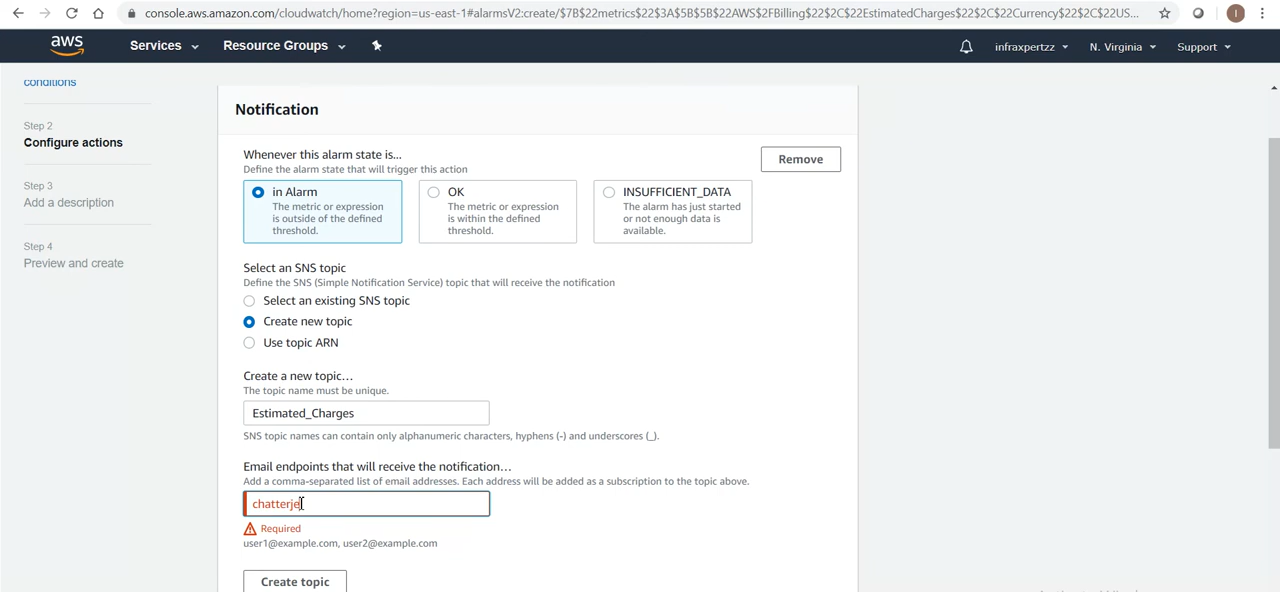 console.aws.amazon.com/cloudwatch/home?region=us-east-1#alarmsV2:create/$7B$22metrics$22$3A$5B$5B$22AWS$2FBilling$22$2C$22EstimatedCharges$22$2C$22Currency$22$2C$22US...
aws
Services
Resource Groups
infraxpertzz
N. Virginia
Support
conditions
Step 2
Configure actions
Step 3
Add a description
Step 4
Preview and create
Notification
Whenever this alarm state is...
Define the alarm state that will trigger this action
Remove
in Alarm
The metric or expression
is outside of the defined
threshold.
OK
The metric or expression
is within the defined
threshold.
INSUFFICIENT_DATA
The alarm has just started
or not enough data is
available.
Select an SNS topic
Define the SNS (Simple Notification Service) topic that will receive the notification
Select an existing SNS topic
Create new topic
Use topic ARN
Create a new topic...
The topic name must be unique.
Estimated_Charges
SNS topic names can contain only alphanumeric characters, hyphens (-) and underscores (_).
Email endpoints that will receive the notification...
Add a comma-separated list of email addresses. Each address will be added as a subscription to the topic above.
chatterje
Required
user1@example.com, user2@example.com
Create topic